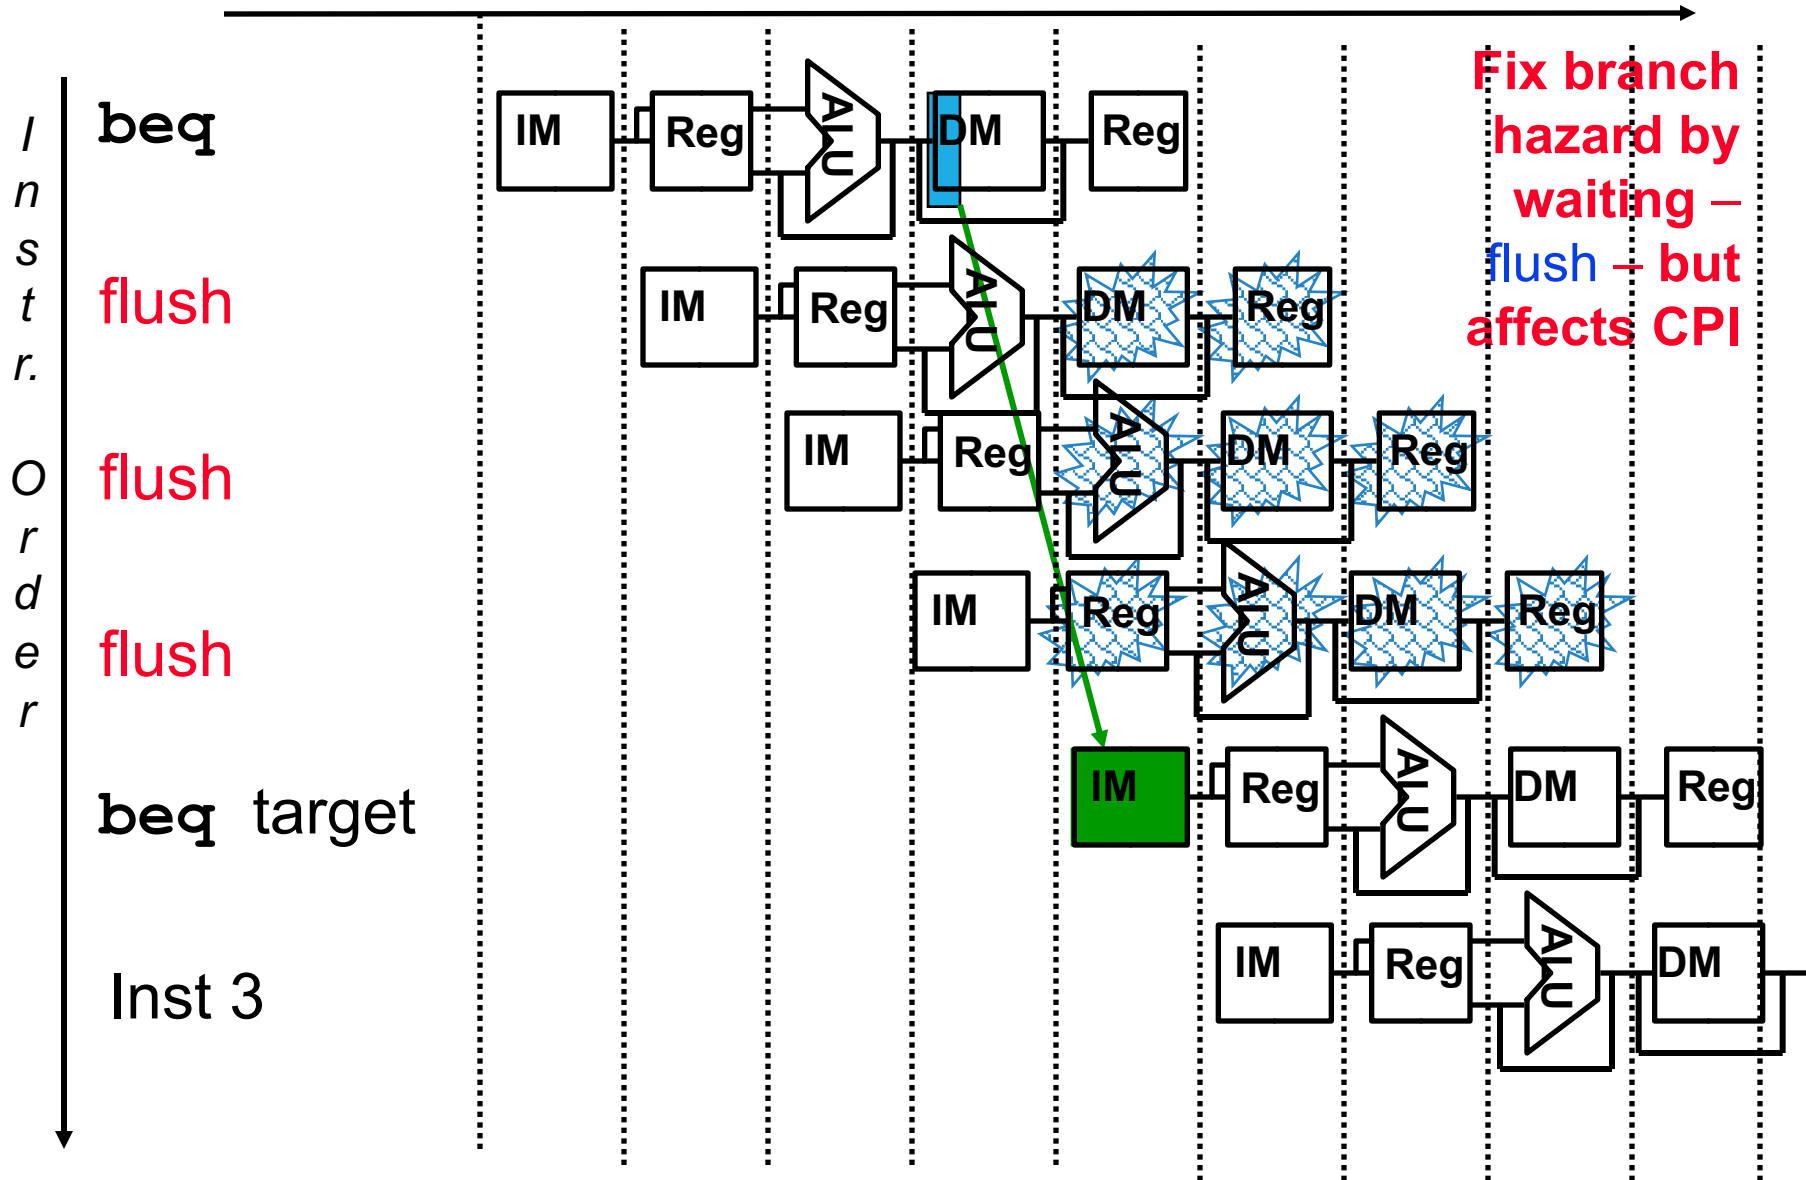 Fix branch
hazard by
waiting –
flush – but
affects CPI
Instr. Order
beq IM Reg ALU DM Reg
flush IM Reg ALU DM Reg
flush IM Reg ALU DM Reg
flush IM Reg ALU DM Reg
beq target IM Reg ALU DM Reg
Inst 3 IM Reg ALU DM